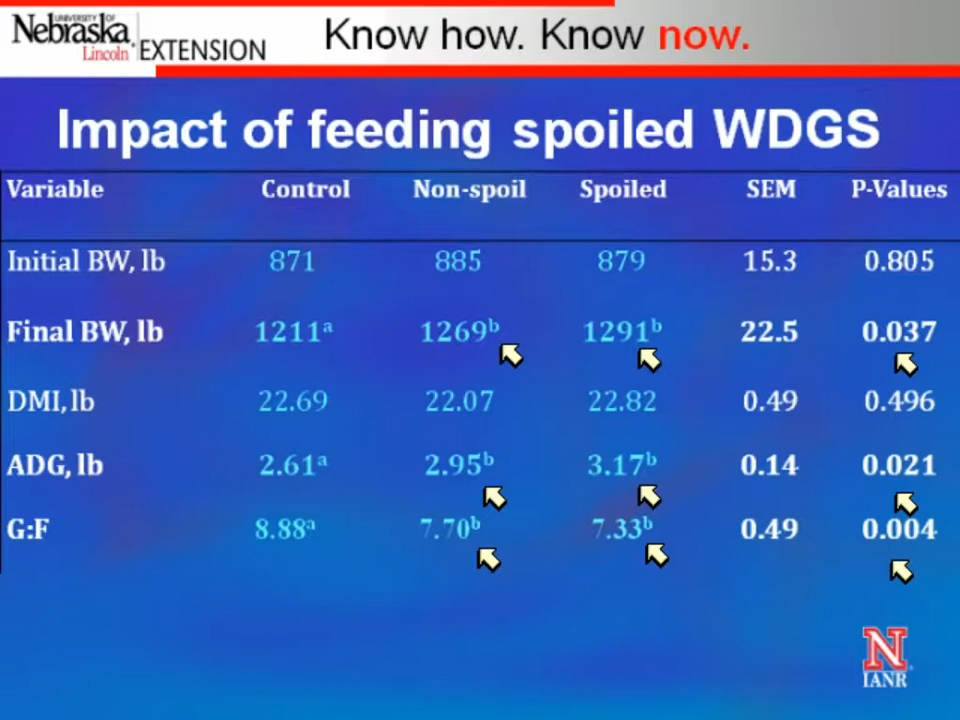 UNIVERSITY OF
Nebraska
Lincoln EXTENSION
Know how. Know now.
Impact of feeding spoiled WDGS
Variable Control Non-spoil Spoiled SEM P-Values
Initial BW, lb 871 885 879 15.3 0.805
Final BW, lb 1211ᵃ 1269ᵇ 1291ᵇ 22.5 0.037
DMI, lb 22.69 22.07 22.82 0.49 0.496
ADG, lb 2.61ᵃ 2.95ᵇ 3.17ᵇ 0.14 0.021
G:F 8.88ᵃ 7.70ᵇ 7.33ᵇ 0.49 0.004
N
IANR